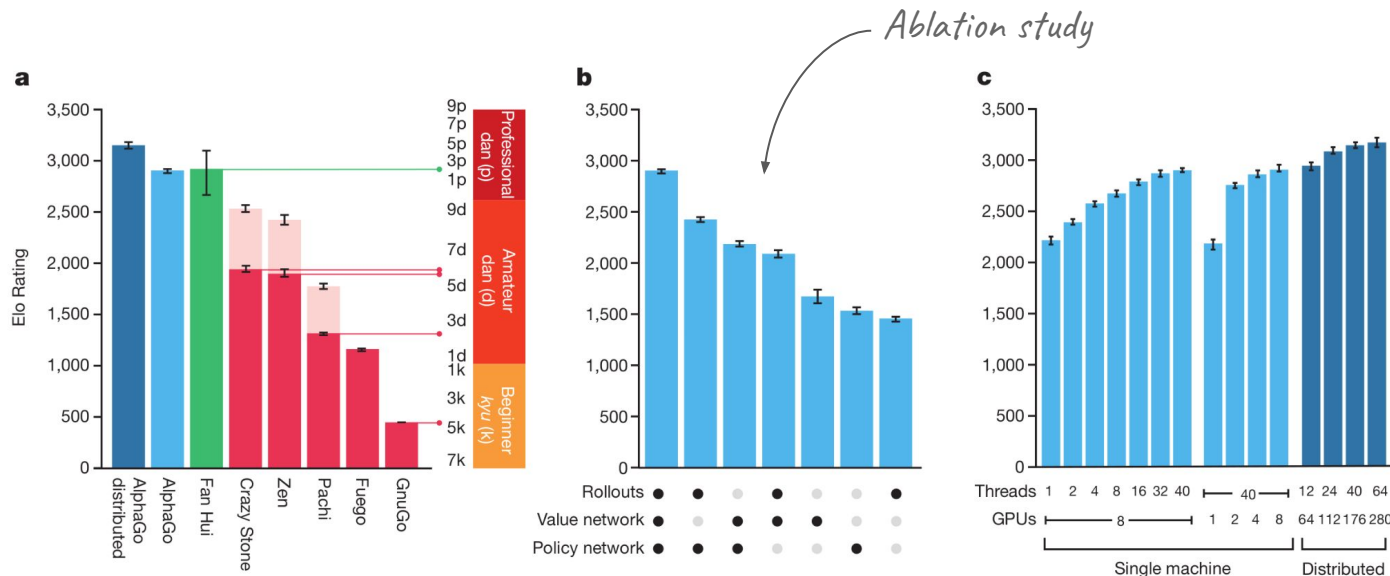 Ablation study
a
Elo Rating
3,500
3,000
2,500
2,000
1,500
1,000
500
0
AlphaGo distributed
AlphaGo
Fan Hui
Crazy Stone
Zen
Pachi
Fuego
GnuGo
9p
7p
5p
3p
1p
9d
7d
5d
3d
1d
1k
3k
5k
7k
Professional dan (p)
Amateur dan (d)
Beginner kyu (k)
b
3,500
3,000
2,500
2,000
1,500
1,000
500
0
Rollouts
Value network
Policy network
c
3,500
3,000
2,500
2,000
1,500
1,000
500
0
Threads 1 2 4 8 16 32 40 40 12 24 40 64
GPUs 8 1 2 4 8 64 112 176 280
Single machine Distributed